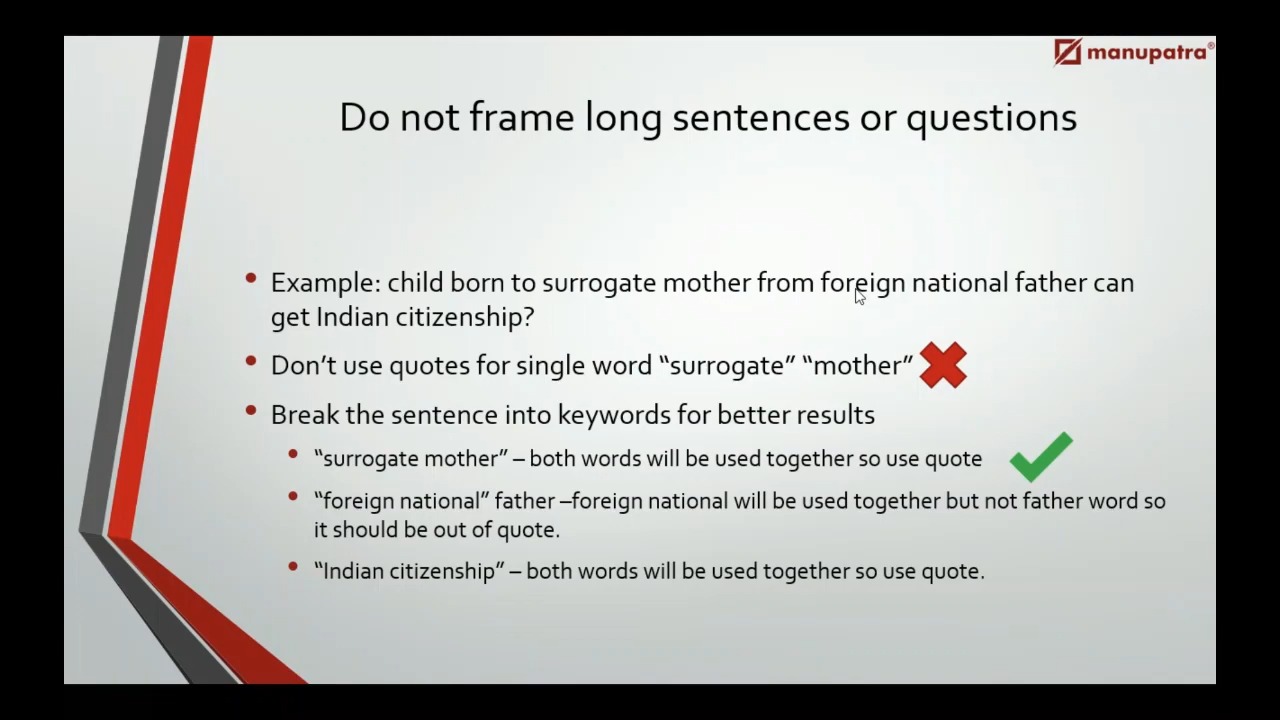 manupatra®
Do not frame long sentences or questions
• Example: child born to surrogate mother from foreign national father can
get Indian citizenship?
• Don’t use quotes for single word “surrogate” “mother”
• Break the sentence into keywords for better results
• “surrogate mother” – both words will be used together so use quote
• “foreign national” father –foreign national will be used together but not father word so
it should be out of quote.
• “Indian citizenship” – both words will be used together so use quote.